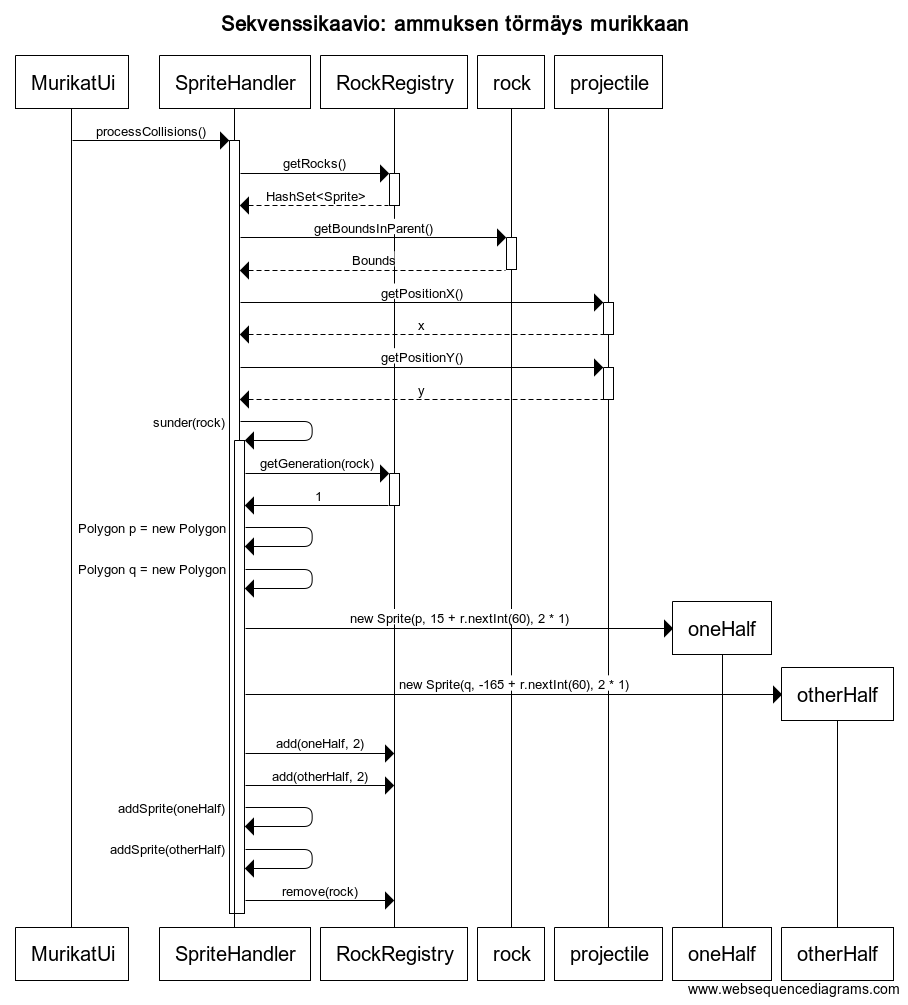 Sekvenssikaavio: ammuksen törmäys murikkaan
MurikatUi SpriteHandler RockRegistry rock projectile
processCollisions()
getRocks()
HashSet<Sprite>
getBoundsInParent()
Bounds
getPositionX()
x
getPositionY()
y
sunder(rock)
getGeneration(rock)
1
Polygon p = new Polygon
Polygon q = new Polygon
new Sprite(p, 15 + r.nextInt(60), 2 * 1)
oneHalf
new Sprite(q, -165 + r.nextInt(60), 2 * 1)
otherHalf
add(oneHalf, 2)
add(otherHalf, 2)
addSprite(oneHalf)
addSprite(otherHalf)
remove(rock)
MurikatUi SpriteHandler RockRegistry rock projectile oneHalf otherHalf
www.websequencediagrams.com